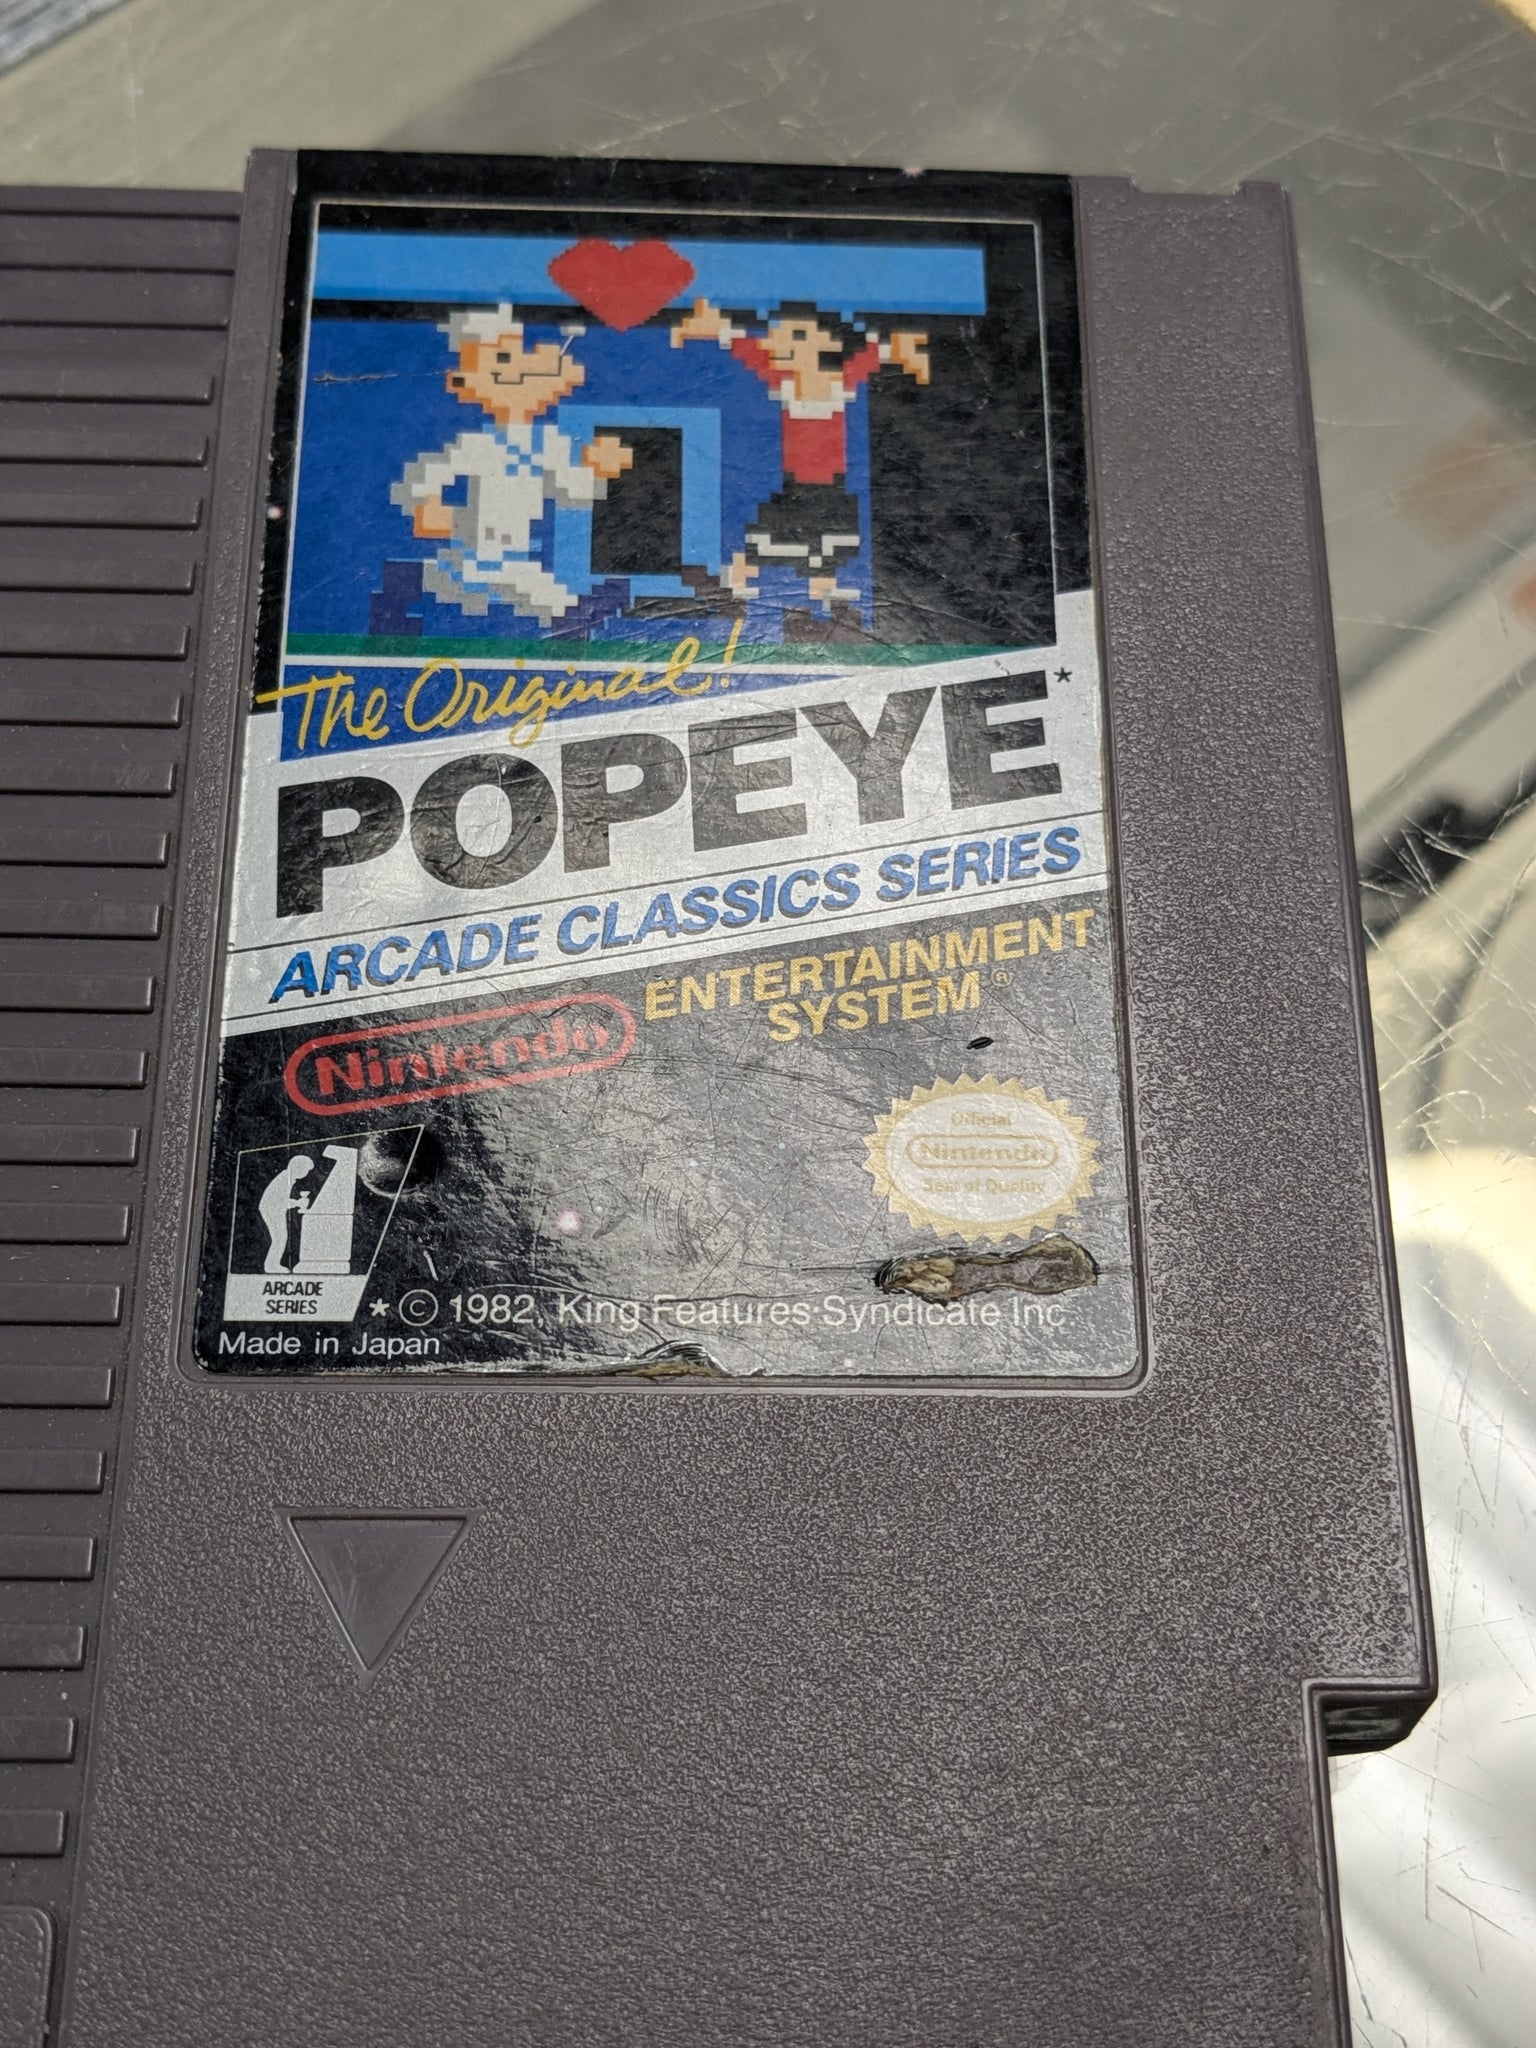 The Original!
POPEYE*
ARCADE CLASSICS SERIES
Nintendo ENTERTAINMENT
SYSTEM®
Official
Nintendo
Seal of Quality
ARCADE
SERIES
* © 1982, King Features Syndicate Inc.
Made in Japan